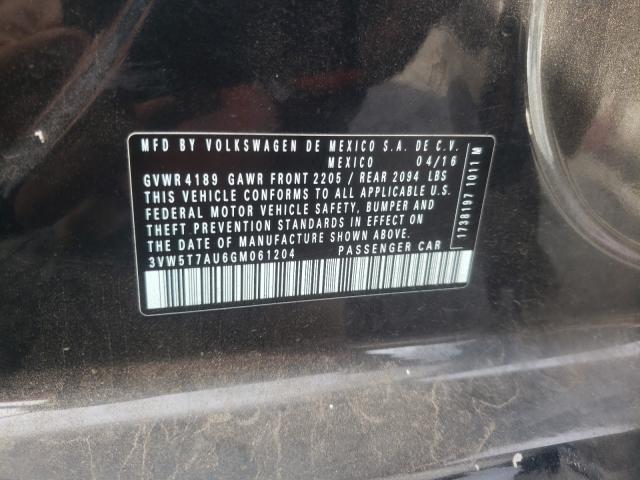 MFD BY VOLKSWAGEN DE MEXICO S.A. DE C.V.
MEXICO 04/16
GVWR 4189 GAWR FRONT 2205 / REAR 2094 LBS
THIS VEHICLE CONFORMS TO ALL APPLICABLE U.S.
FEDERAL MOTOR VEHICLE SAFETY, BUMPER AND
THEFT PREVENTION STANDARDS IN EFFECT ON
THE DATE OF MANUFACTURE SHOWN ABOVE.
3VW5T7AU6GM061204 PASSENGER CAR
1738197 1011 M